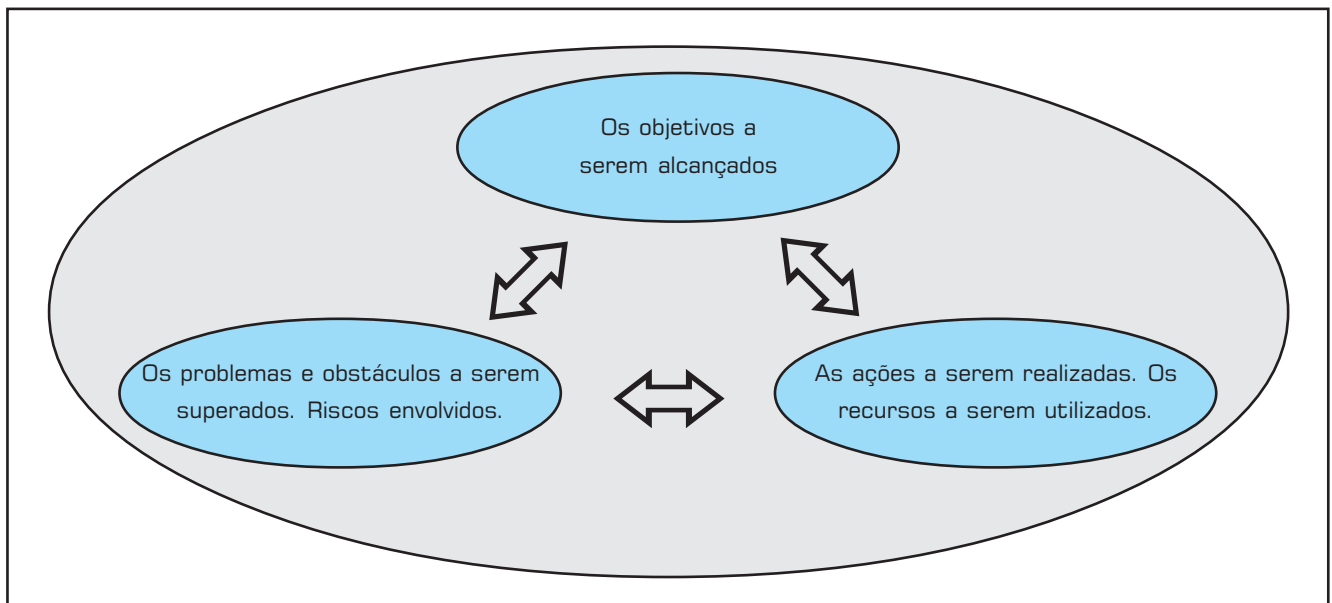 Os objetivos a
serem alcançados
Os problemas e obstáculos a serem
superados. Riscos envolvidos.
As ações a serem realizadas. Os
recursos a serem utilizados.